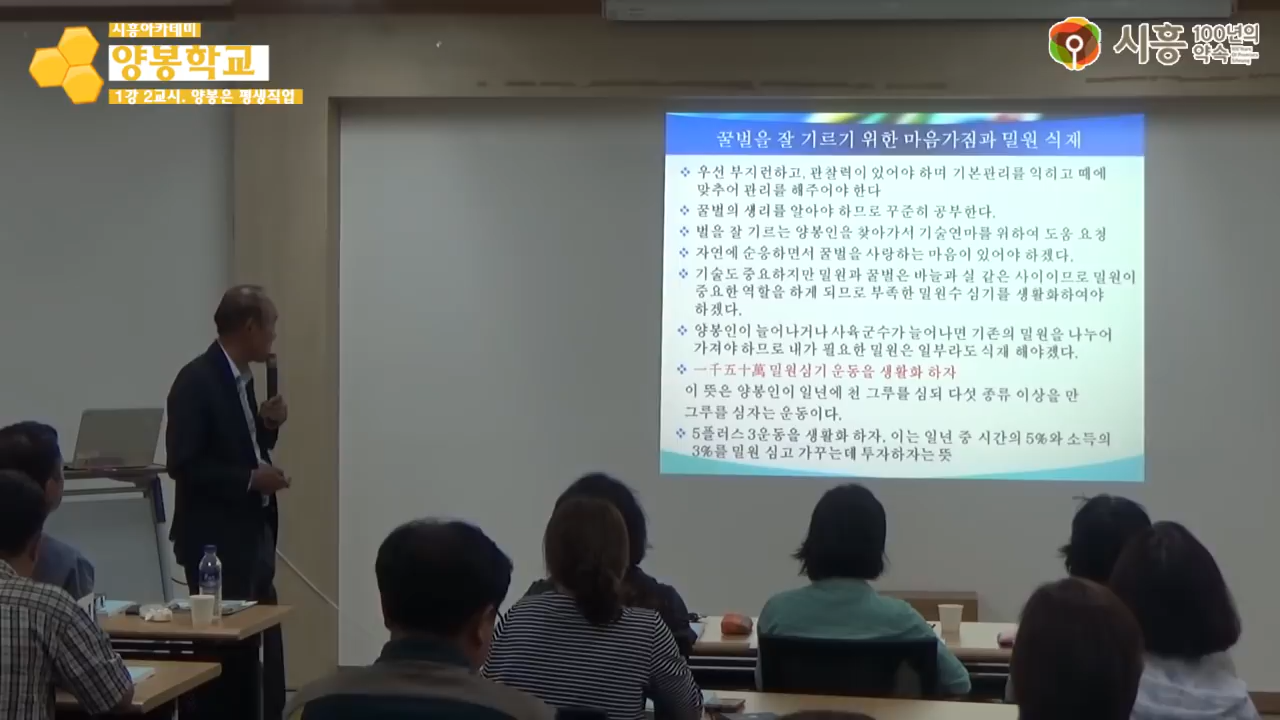 시흥아카데미
양봉학교
1강 2교시. 양봉은 평생직업
시흥 100년의
약속
꿀벌을 잘 기르기 위한 마음가짐과 밀원 식재
❖ 우선 부지런하고, 관찰력이 있어야 하며 기본관리를 익히고 때에
맞추어 관리를 해주어야 한다
❖ 꿀벌의 생리를 알아야 하므로 꾸준히 공부한다.
❖ 벌을 잘 기르는 양봉인을 찾아가서 기술연마를 위하여 도움 요청
❖ 자연에 순응하면서 꿀벌을 사랑하는 마음이 있어야 하겠다.
❖ 기술도 중요하지만 밀원과 꿀벌은 바늘과 실 같은 사이이므로 밀원이
중요한 역할을 하게 되므로 부족한 밀원수 심기를 생활화하여야
하겠다.
❖ 양봉인이 늘어나거나 사육군수가 늘어나면 기존의 밀원을 나누어
가져야 하므로 내가 필요한 밀원은 일부라도 식재 해야겠다.
❖ 一千五十萬 밀원심기 운동을 생활화 하자
이 뜻은 양봉인이 일년에 천 그루를 심되 다섯 종류 이상을 만
그루를 심자는 운동이다.
❖ 5플러스 3운동을 생활화 하자, 이는 일년 중 시간의 5%와 소득의
3%를 밀원 심고 가꾸는데 투자하자는 뜻